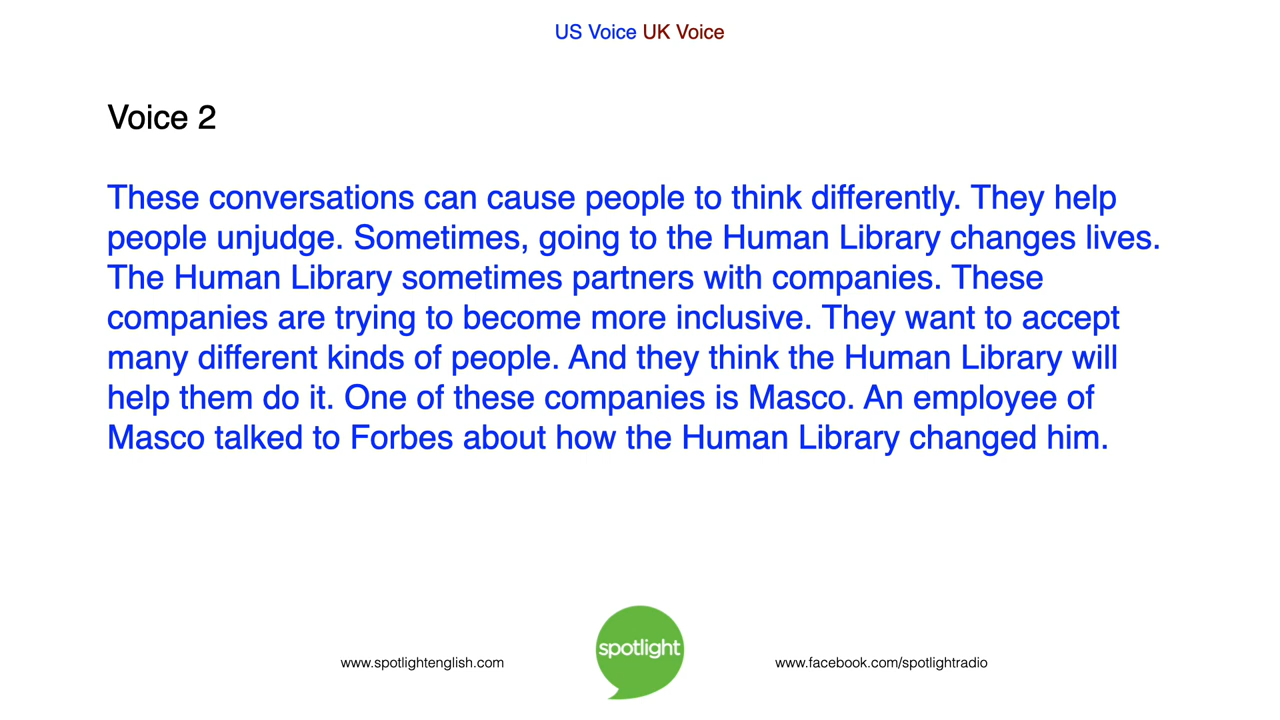 US Voice UK Voice
Voice 2
These conversations can cause people to think differently. They help
people unjudge. Sometimes, going to the Human Library changes lives.
The Human Library sometimes partners with companies. These
companies are trying to become more inclusive. They want to accept
many different kinds of people. And they think the Human Library will
help them do it. One of these companies is Masco. An employee of
Masco talked to Forbes about how the Human Library changed him.
www.spotlightenglish.com
spotlight
www.facebook.com/spotlightradio